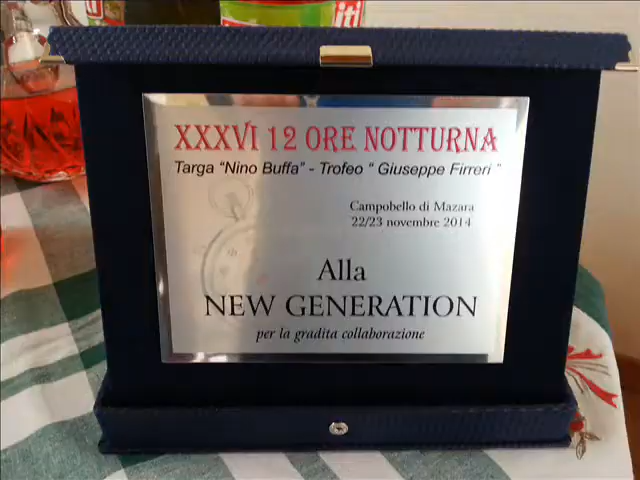 it!
XXXVI 12 ORE NOTTURNA
Targa "Nino Buffa" - Trofeo " Giuseppe Firreri "
Campobello di Mazara
22/23 novembre 2014
Alla
NEW GENERATION
per la gradita collaborazione